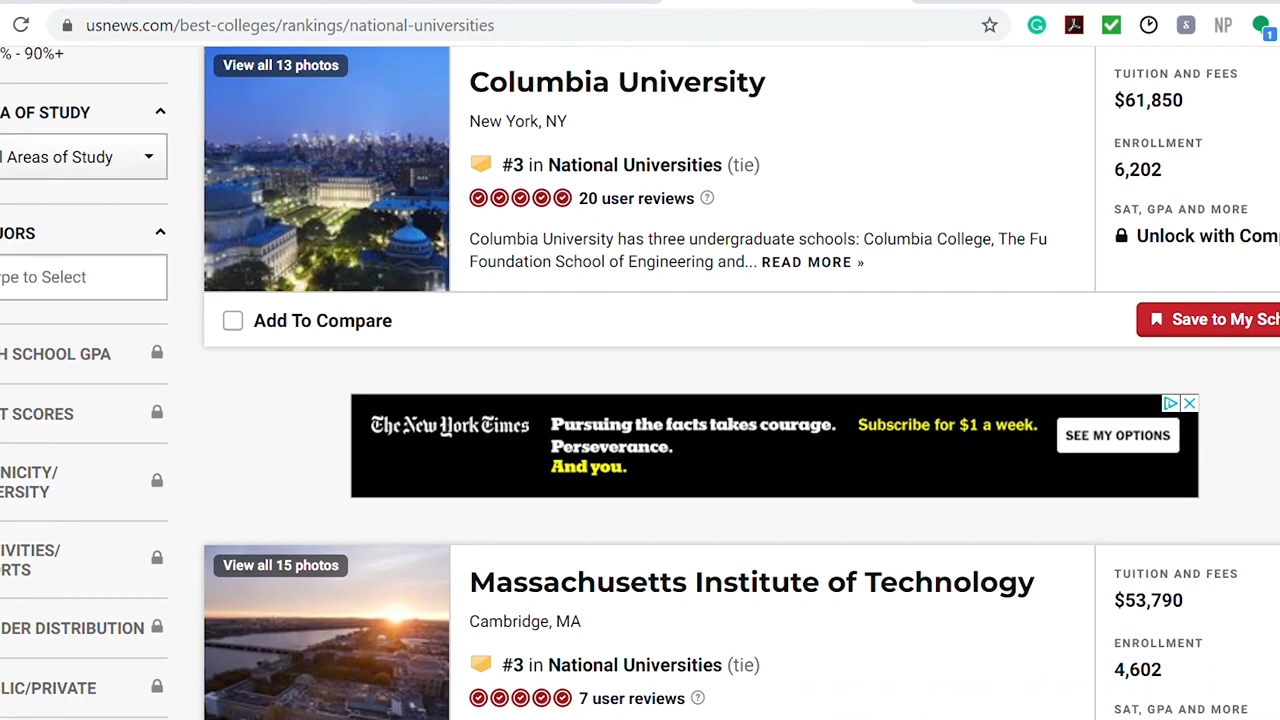 usnews.com/best-colleges/rankings/national-universities
NP
1
% - 90%+
A OF STUDY
l Areas of Study
JORS
pe to Select
H SCHOOL GPA
T SCORES
NICITY/
ERSITY
IVITIES/
RTS
DER DISTRIBUTION
LIC/PRIVATE
View all 13 photos
Columbia University
New York, NY
#3 in National Universities (tie)
20 user reviews ?
Columbia University has three undergraduate schools: Columbia College, The Fu
Foundation School of Engineering and... READ MORE »
TUITION AND FEES
$61,850
ENROLLMENT
6,202
SAT, GPA AND MORE
Unlock with Com
Add To Compare
Save to My Sch
The New York Times
Pursuing the facts takes courage.
Perseverance.
And you.
Subscribe for $1 a week.
SEE MY OPTIONS
View all 15 photos
Massachusetts Institute of Technology
Cambridge, MA
#3 in National Universities (tie)
7 user reviews ?
TUITION AND FEES
$53,790
ENROLLMENT
4,602
SAT, GPA AND MORE